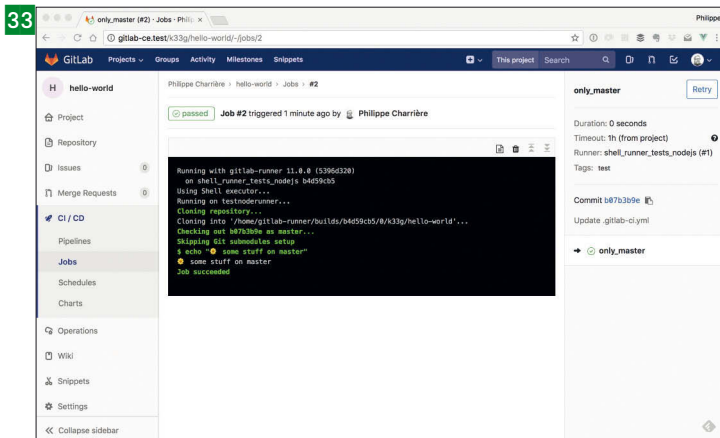 33
only_master (#2) · Jobs · Philip
Philippe
gitlab-ce.test/k33g/hello-world/-/jobs/2
GitLab Projects Groups Activity Milestones Snippets This project Search
H hello-world
Project
Repository
Issues 0
Merge Requests 0
CI / CD
Pipelines
Jobs
Schedules
Charts
Operations
Wiki
Snippets
Settings
Collapse sidebar
Philippe Charrière › hello-world › Jobs › #2
passed Job #2 triggered 1 minute ago by Philippe Charrière
Running with gitlab-runner 11.0.0 (5396d320)
on shell_runner_tests_nodejs b4d59cb5
Using Shell executor...
Running on testnoderunner...
Cloning repository...
Cloning into '/home/gitlab-runner/builds/b4d59cb5/0/k33g/hello-world'...
Checking out b07b3b9e as master...
Skipping Git submodules setup
$ echo "🌼 some stuff on master"
🌼 some stuff on master
Job succeeded
only_master Retry
Duration: 0 seconds
Timeout: 1h (from project)
Runner: shell_runner_tests_nodejs (#1)
Tags: test
Commit b07b3b9e
Update .gitlab-ci.yml
→ only_master